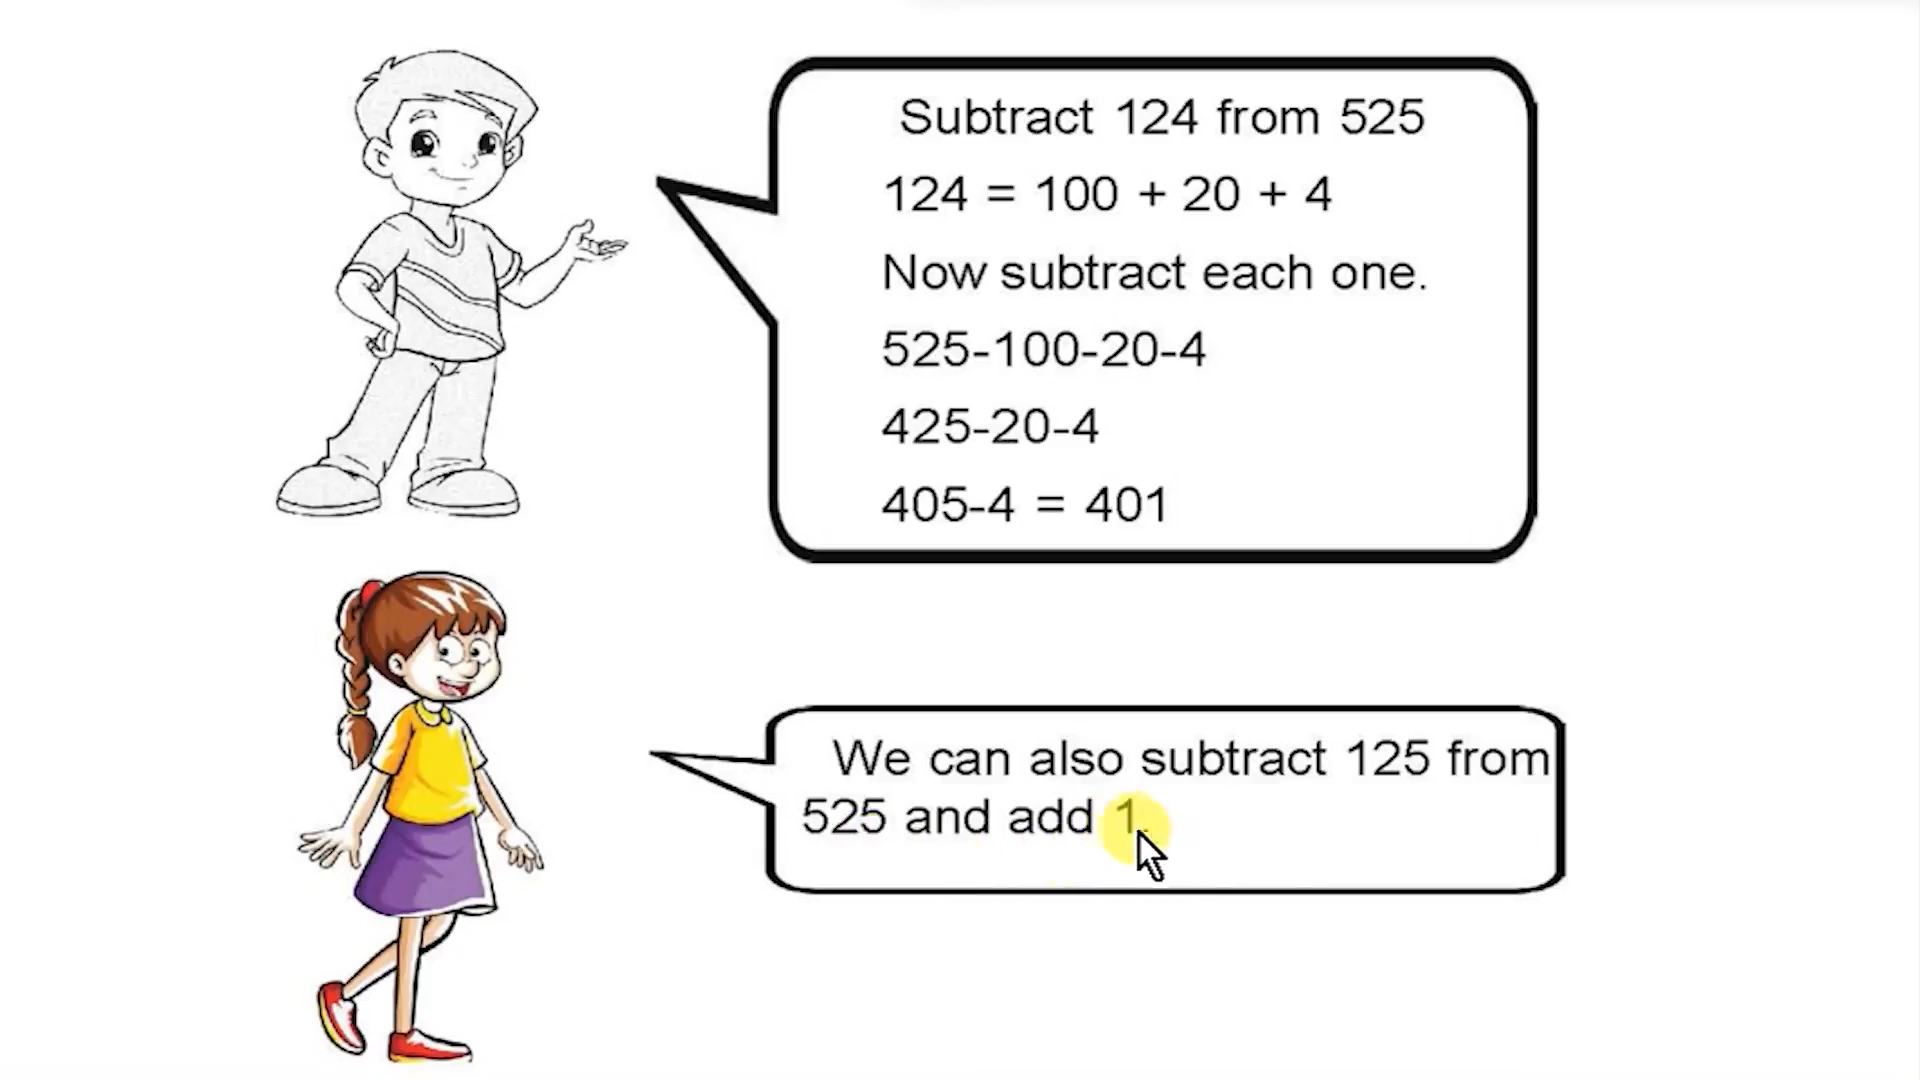 Subtract 124 from 525
124 = 100 + 20 + 4
Now subtract each one.
525-100-20-4
425-20-4
405-4 = 401
We can also subtract 125 from
525 and add 1.